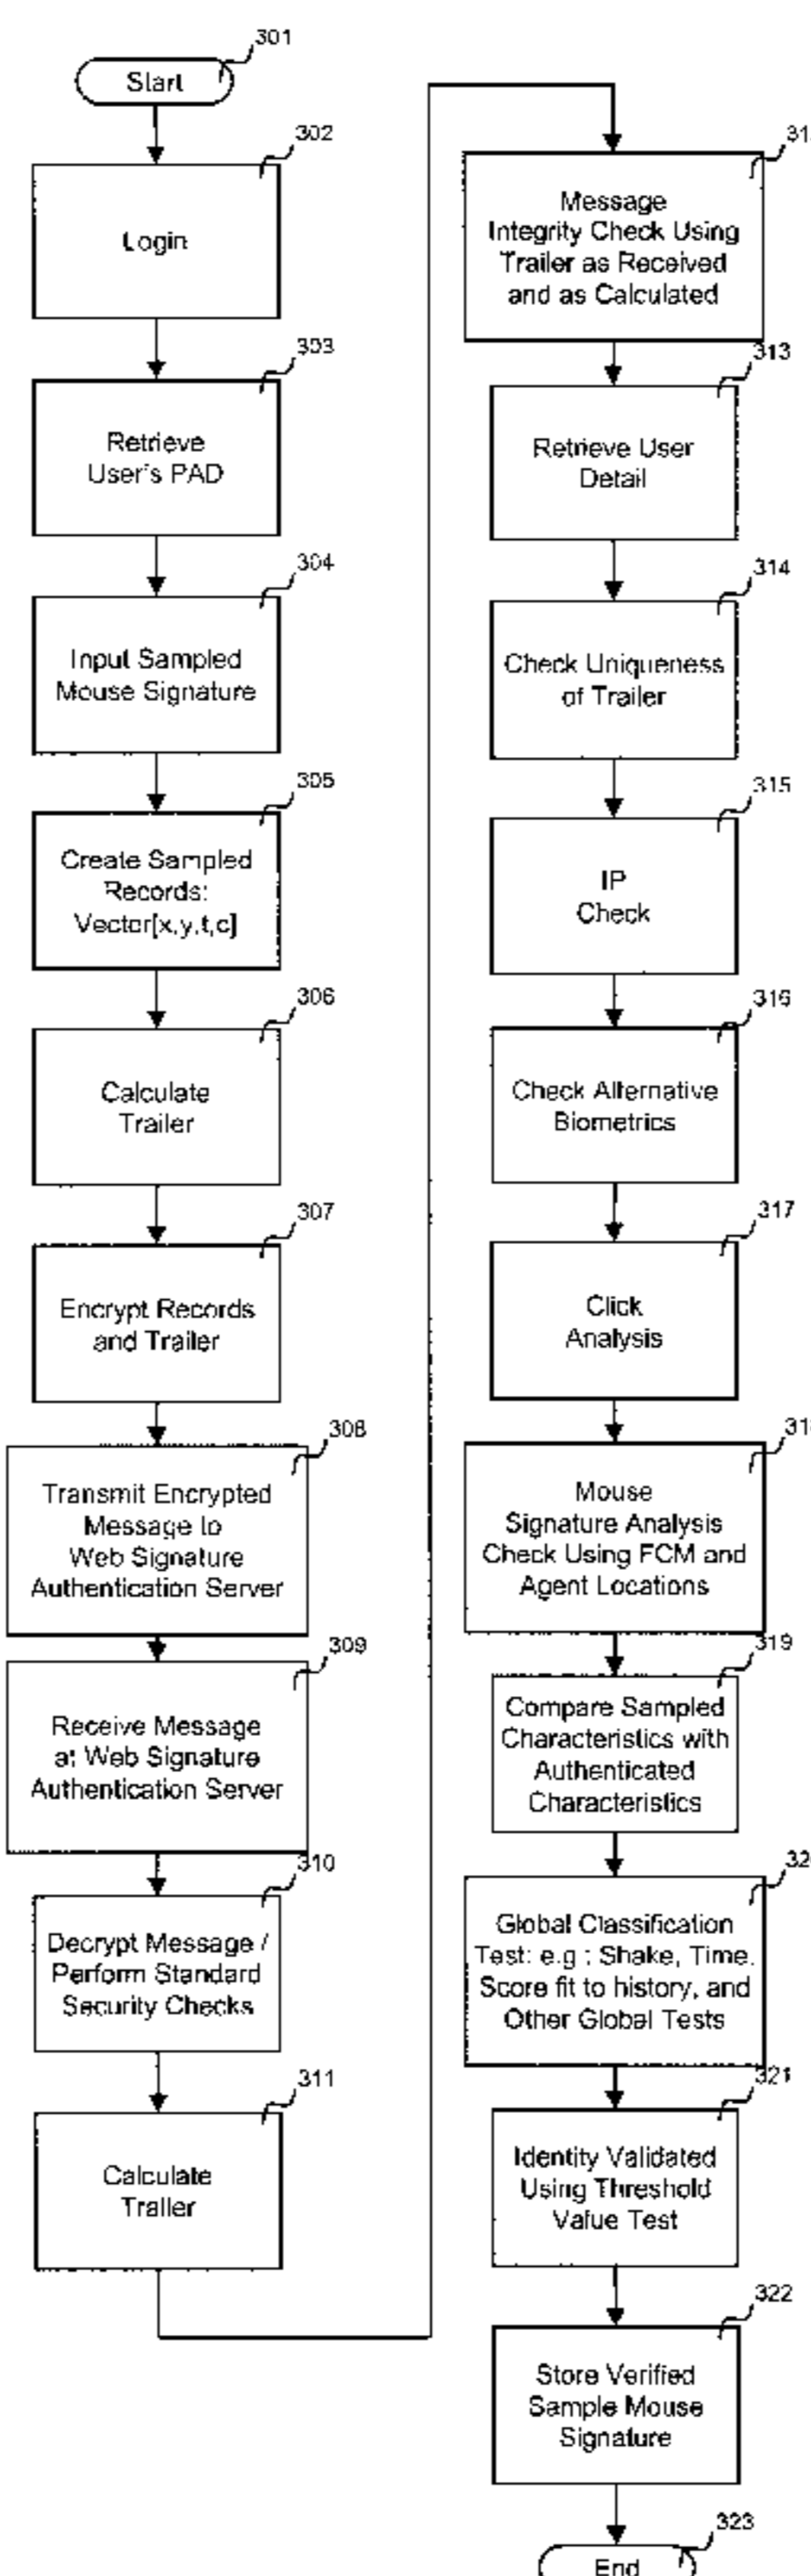 301
Start
302
Login
303
Retrieve
User's PAD
304
Input Sampled
Mouse Signature
305
Create Sampled
Records:
Vector[x,y,t,c]
306
Calculate
Trailer
307
Encrypt Records
and Trailer
308
Transmit Encrypted
Message to
Web Signature
Authentication Server
309
Receive Message
at Web Signature
Authentication Server
310
Decrypt Message /
Perform Standard
Security Checks
311
Calculate
Trailer
Message
Integrity Check Using
Trailer as Received
and as Calculated
313
Retrieve User
Detail
314
Check Uniqueness
of Trailer
315
IP
Check
316
Check Alternative
Biometrics
317
Click
Analysis
Mouse
Signature Analysis
Check Using FCM and
Agent Locations
319
Compare Sampled
Characteristics with
Authenticated
Characteristics
Global Classification
Test: e.g : Shake, Time,
Score fit to history, and
Other Global Tests
321
Identity Validated
Using Threshold
Value Test
322
Store Verified
Sample Mouse
Signature
323
End